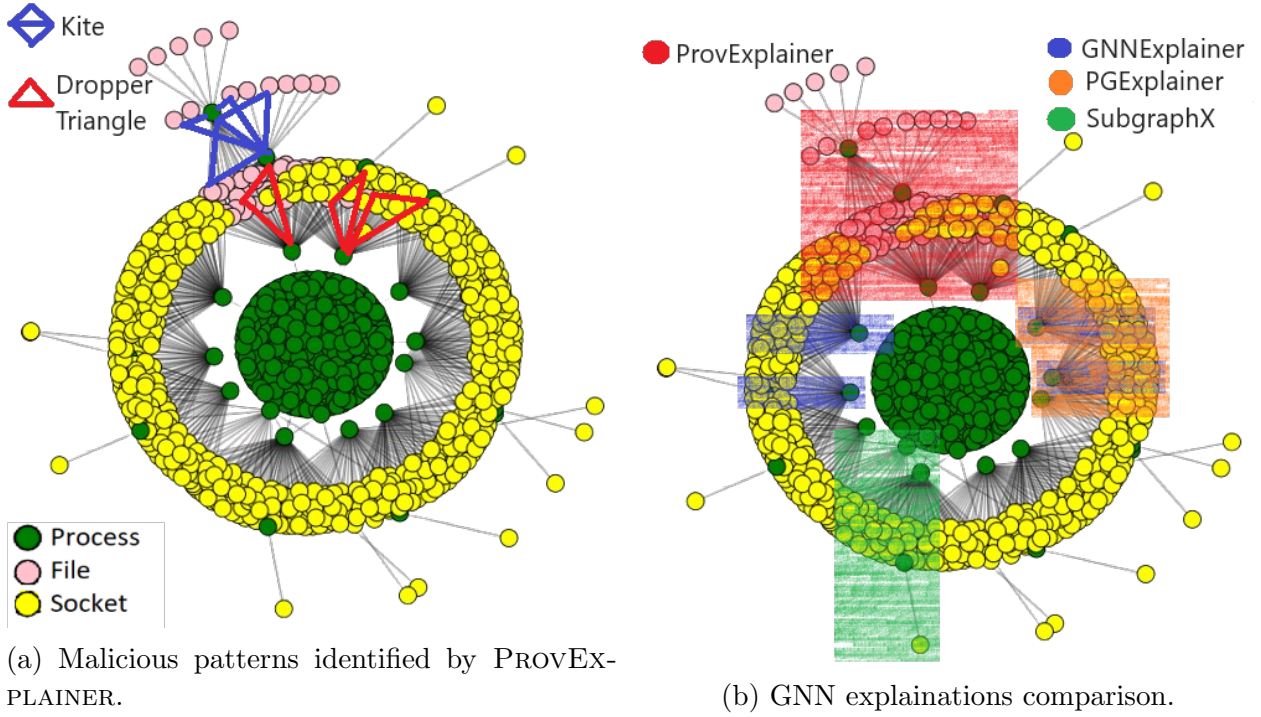 Kite
Dropper
Triangle
Process
File
Socket
(a) Malicious patterns identified by PROVEX-
PLAINER.
ProvExplainer
GNNExplainer
PGExplainer
SubgraphX
(b) GNN explainations comparison.